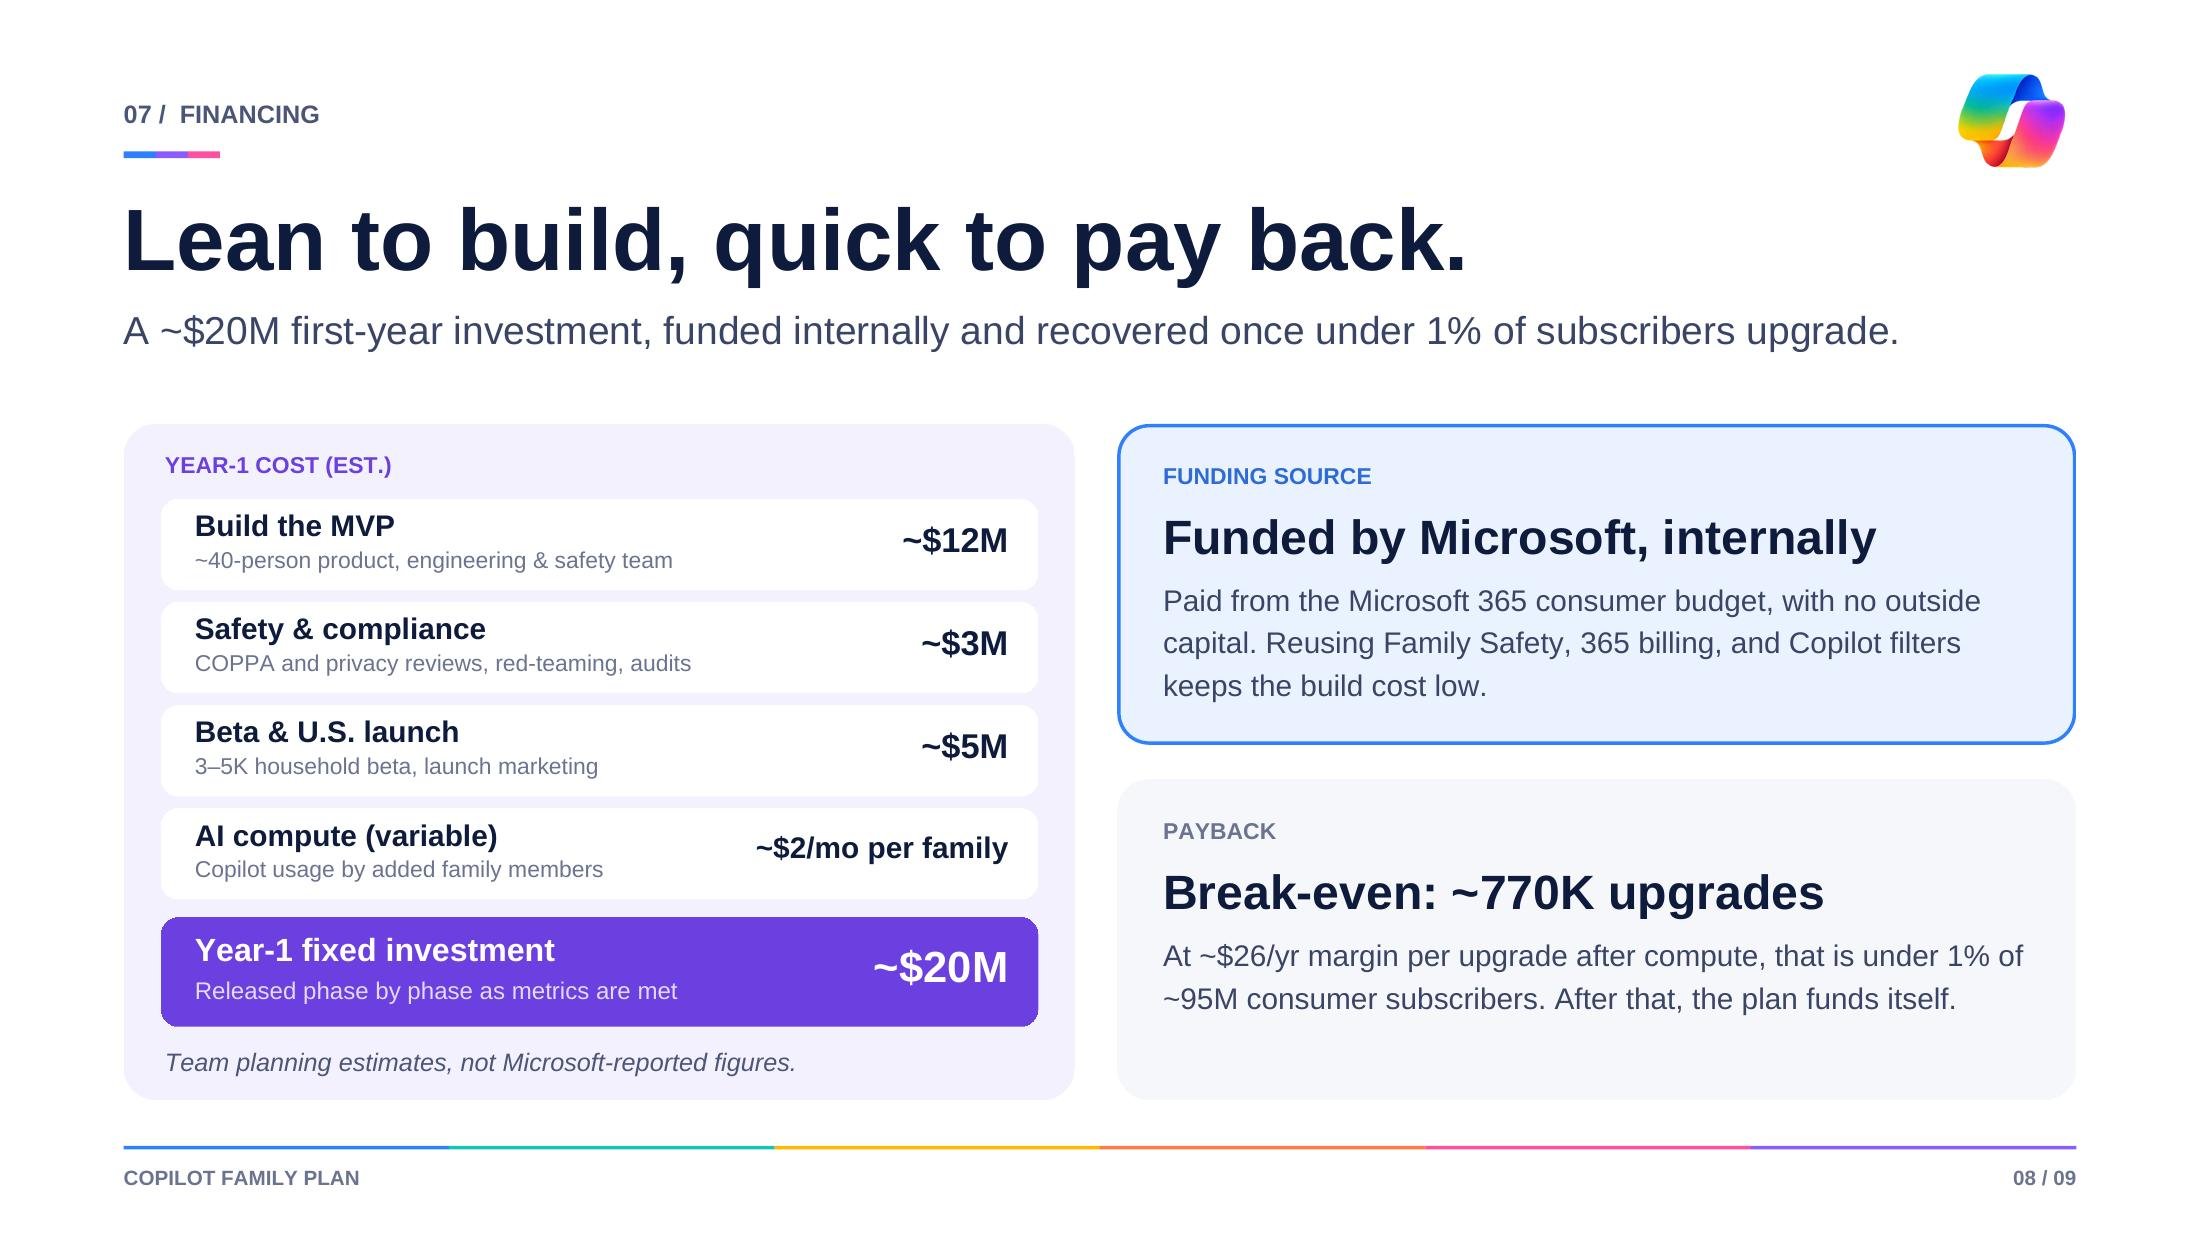 07 / FINANCING
Lean to build, quick to pay back.
A ~$20M first-year investment, funded internally and recovered once under 1% of subscribers upgrade.
YEAR-1 COST (EST.)
Build the MVP
~40-person product, engineering & safety team
~$12M
Safety & compliance
COPPA and privacy reviews, red-teaming, audits
~$3M
Beta & U.S. launch
3–5K household beta, launch marketing
~$5M
AI compute (variable)
Copilot usage by added family members
~$2/mo per family
Year-1 fixed investment
Released phase by phase as metrics are met
~$20M
Team planning estimates, not Microsoft-reported figures.
FUNDING SOURCE
Funded by Microsoft, internally
Paid from the Microsoft 365 consumer budget, with no outside
capital. Reusing Family Safety, 365 billing, and Copilot filters
keeps the build cost low.
PAYBACK
Break-even: ~770K upgrades
At ~$26/yr margin per upgrade after compute, that is under 1% of
~95M consumer subscribers. After that, the plan funds itself.
COPILOT FAMILY PLAN
08 / 09